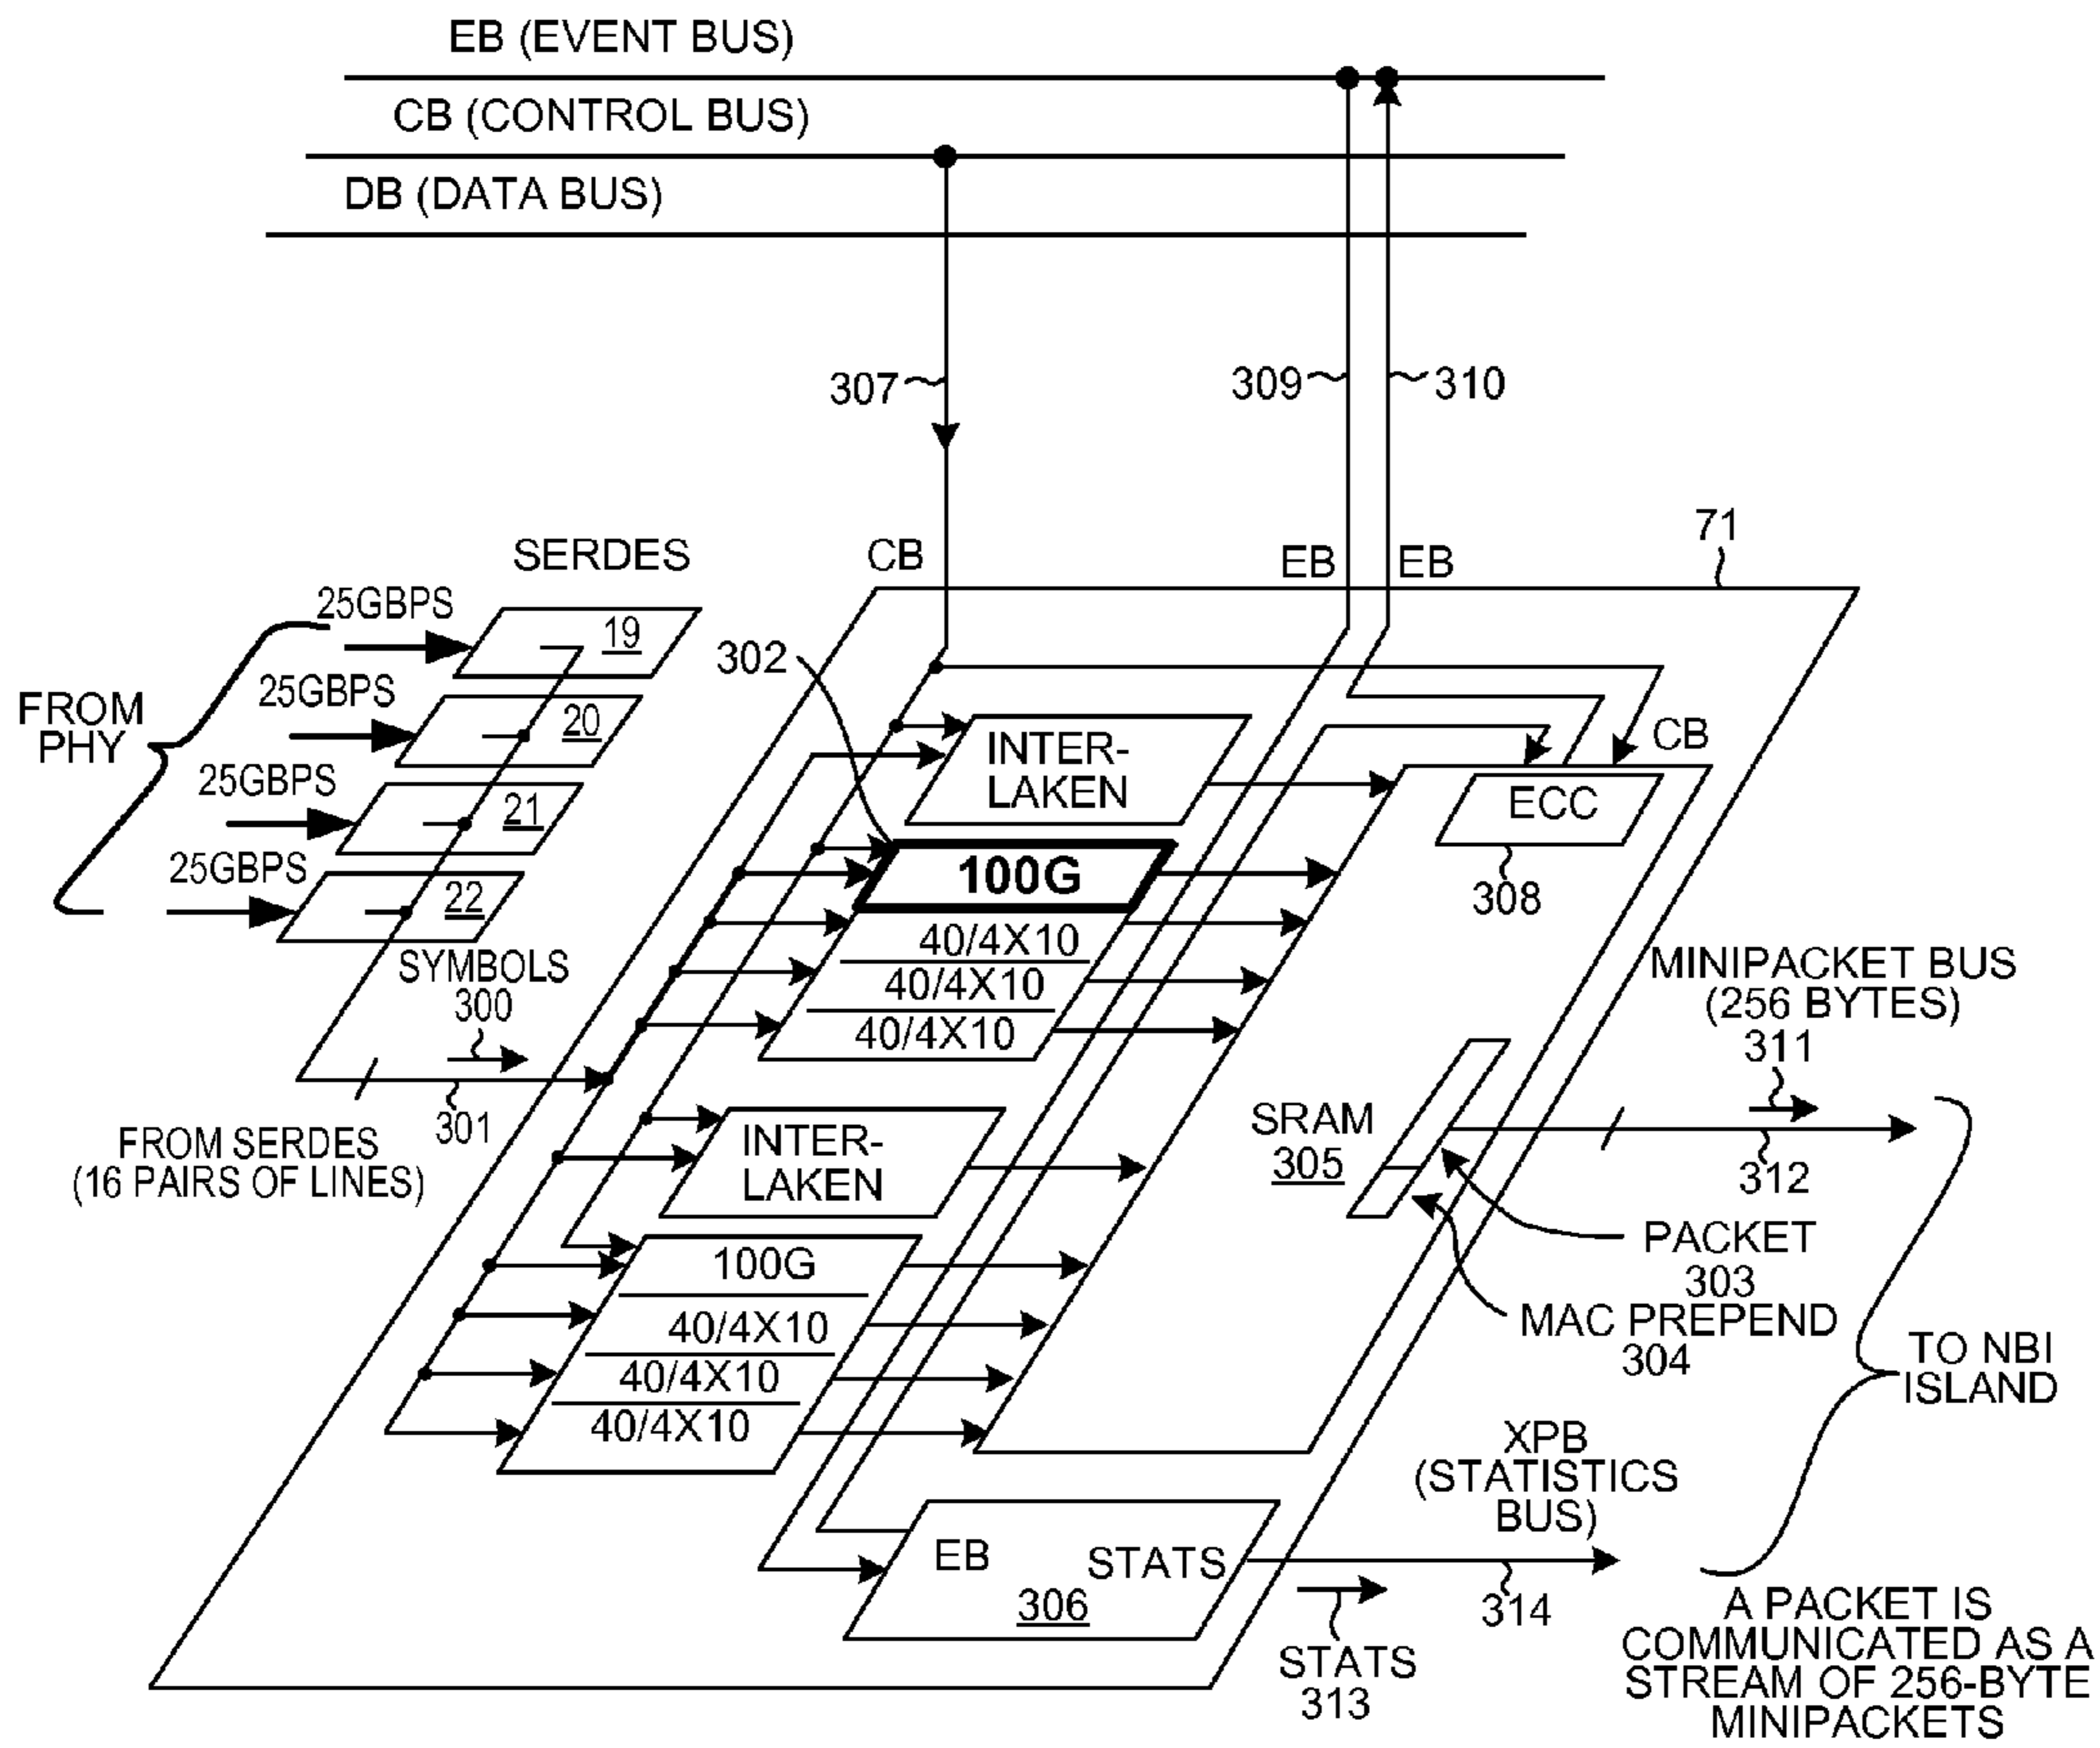 EB (EVENT BUS)
CB (CONTROL BUS)
DB (DATA BUS)
307
309
310
71
SERDES
CB
EB
EB
25GBPS
19
302
25GBPS
20
FROM
PHY
25GBPS
21
25GBPS
22
CB
INTER-
LAKEN
ECC
308
100G
40/4X10
40/4X10
40/4X10
SYMBOLS
300
301
FROM SERDES
(16 PAIRS OF LINES)
MINIPACKET BUS
(256 BYTES)
311
312
SRAM
305
INTER-
LAKEN
PACKET
303
MAC PREPEND
304
100G
40/4X10
40/4X10
40/4X10
TO NBI
ISLAND
XPB
(STATISTICS
BUS)
314
EB
STATS
306
STATS
313
A PACKET IS
COMMUNICATED AS A
STREAM OF 256-BYTE
MINIPACKETS